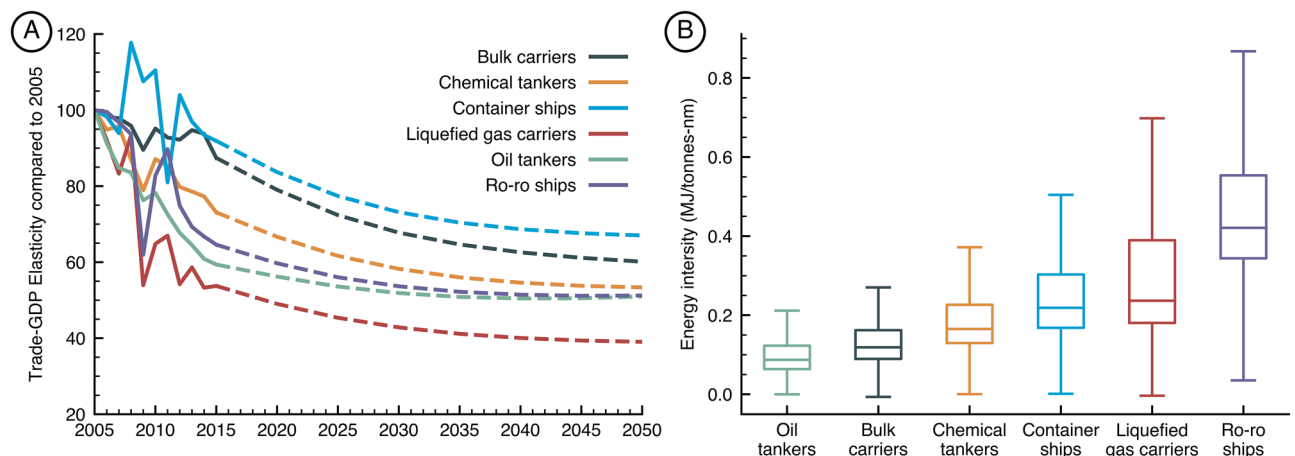 A
Trade-GDP Elasticity compared to 2005
120
100
80
60
40
20
2005 2010 2015 2020 2025 2030 2035 2040 2045 2050
Bulk carriers
Chemical tankers
Container ships
Liquefied gas carriers
Oil tankers
Ro-ro ships
B
Energy intensity (MJ/tonnes-nm)
0.8
0.6
0.4
0.2
0.0
Oil
tankers
Bulk
carriers
Chemical
tankers
Container
ships
Liquefied
gas carriers
Ro-ro
ships